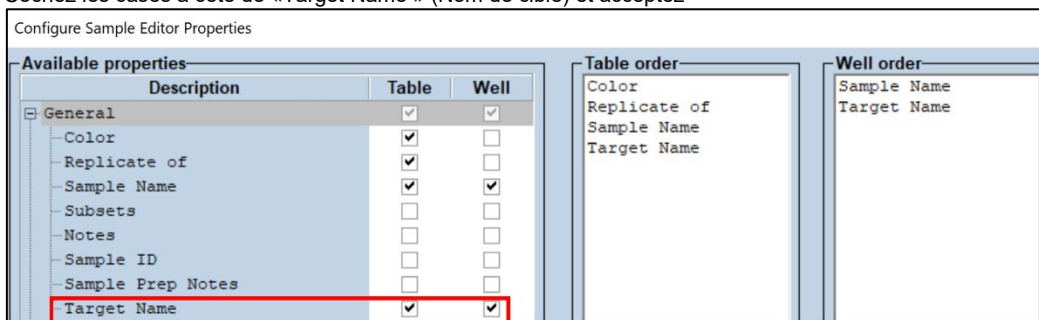 Cochez les cases à côté de «Target Name » (Nom de cible) et acceptez
Configure Sample Editor Properties
Available properties
Description Table Well
General
Color
Replicate of
Sample Name
Subsets
Notes
Sample ID
Sample Prep Notes
Target Name
Table order
Color
Replicate of
Sample Name
Target Name
Well order
Sample Name
Target Name